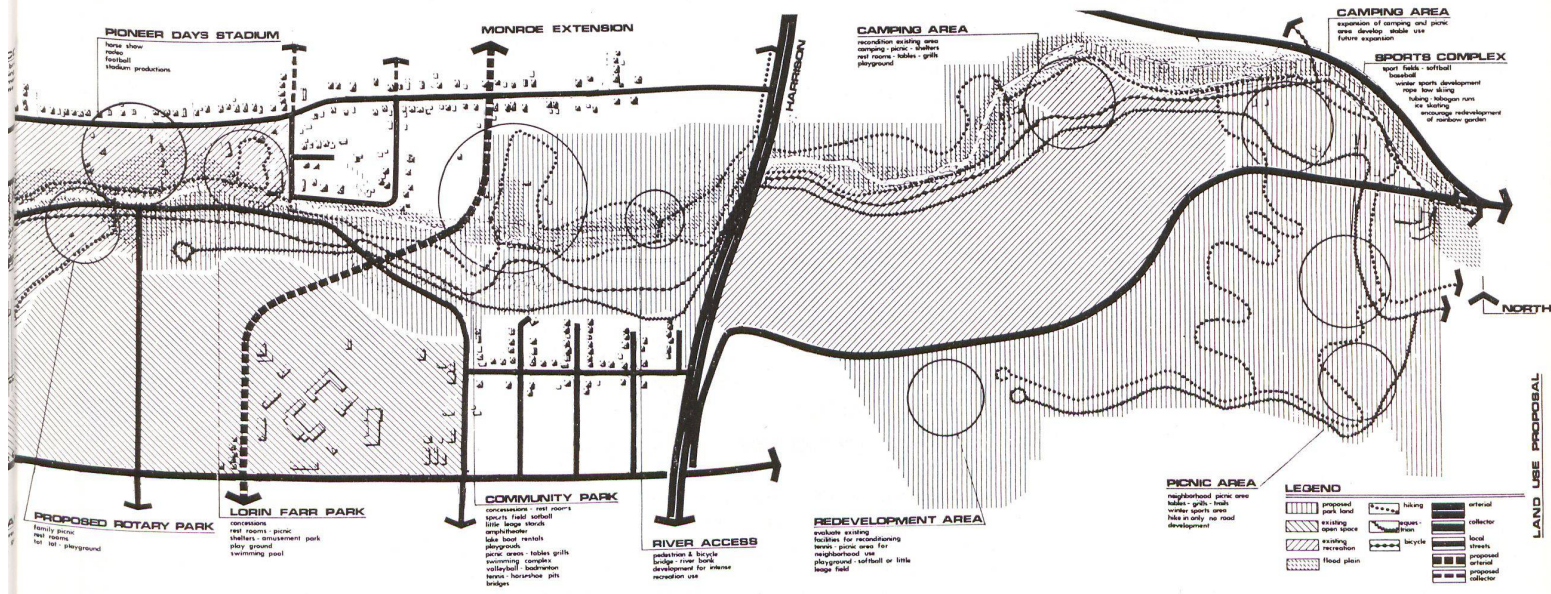 PIONEER DAYS STADIUM
horse show
rodeo
football
stadium productions
MONROE EXTENSION
HARRISON
CAMPING AREA
recondition existing area
camping - picnic - shelters
rest rooms - tables - grills
playground
CAMPING AREA
expansion of camping and picnic
area develop stable use
future expansion
SPORTS COMPLEX
sport fields - softball
baseball
winter sports development
rope tow skiing
tubing - tobogan runs
ice skating
encourage redevelopment
of rainbow garden
NORTH
PROPOSED ROTARY PARK
family picnic
rest rooms
tot lot - playground
LORIN FARR PARK
concessions
rest rooms - picnic
shelters - amusement park
play ground
swimming pool
COMMUNITY PARK
concessesions - rest rooms
sports field softball
little leage stands
amphitheater
lake boat rentals
playgrouds
picnic areas - tables grills
swimming complex
volleyball - badminton
tennis - horseshoe pits
bridges
RIVER ACCESS
pedestrian & bicycle
bridge - river bank
development for intense
recreation use
REDEVELOPMENT AREA
evaluate existing
facilities for reconditioning
tennis - picnic area for
neighborhood use
playground - softball or little
leage field
PICNIC AREA
neighborhood picnic area
tables - grills - trails
winter sports area
hike in only no road
development
LEGEND
proposed
park land
existing
open space
existing
recreation
flood plain
hiking
eques-
trian
bicycle
arterial
collector
local
streets
proposed
arterial
proposed
collector
LAND USE PROPOSAL